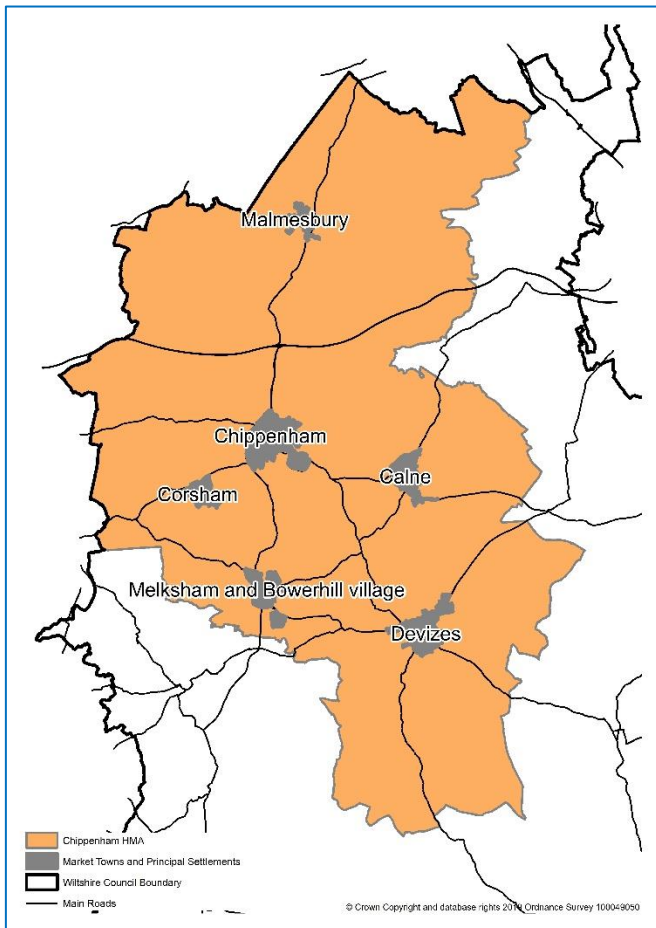 Malmesbury
Chippenham
Corsham
Calne
Melksham and Bowerhill village
Devizes
Chippenham HMA
Market Towns and Principal Settlements
Wiltshire Council Boundary
Main Roads
© Crown Copyright and database rights 2019 Ordnance Survey 100049050